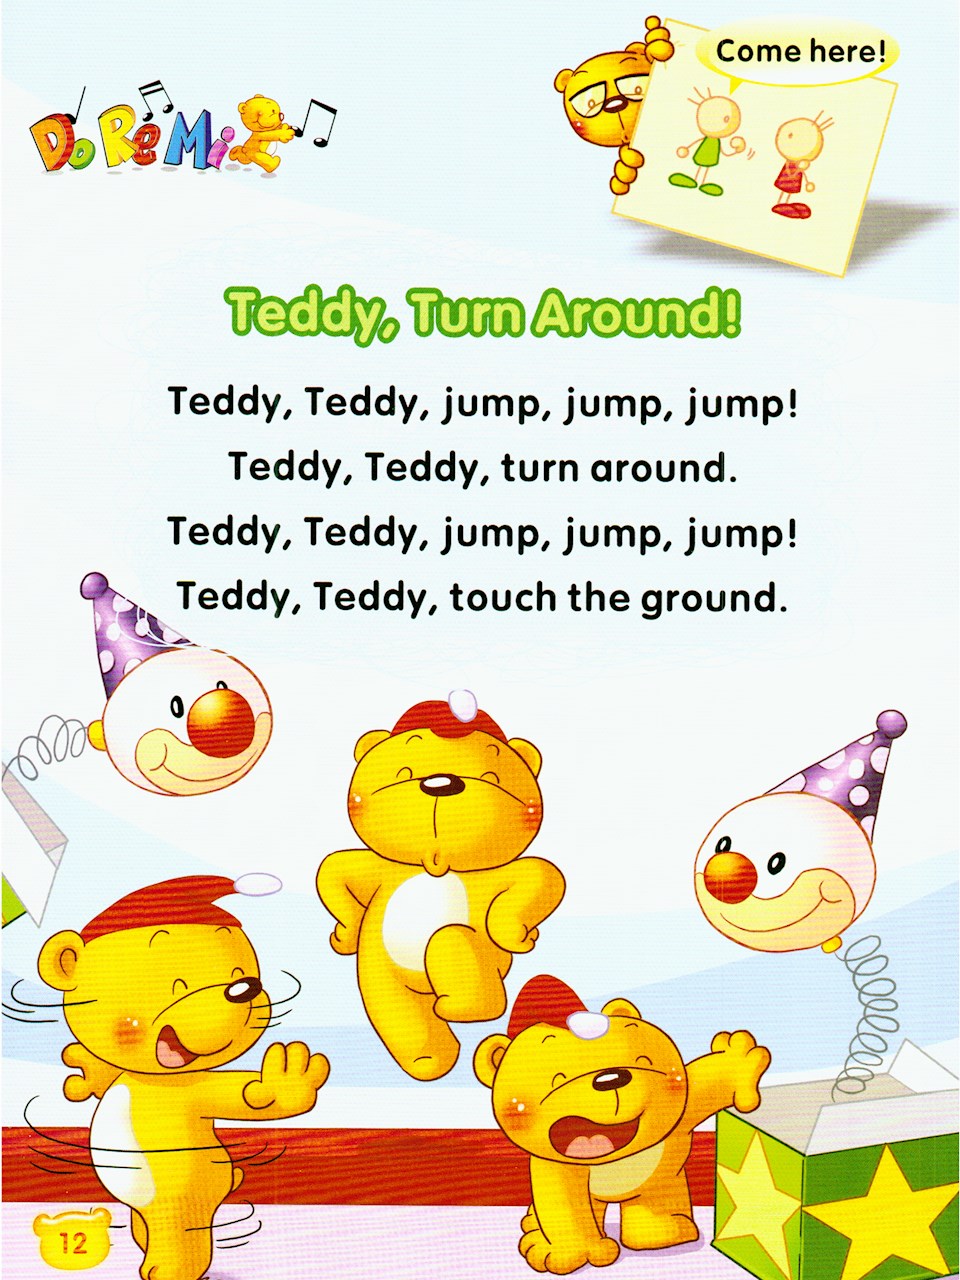 Come here!
Do Re Mi
Teddy, Turn Around!
Teddy, Teddy, jump, jump, jump!
Teddy, Teddy, turn around.
Teddy, Teddy, jump, jump, jump!
Teddy, Teddy, touch the ground.
12